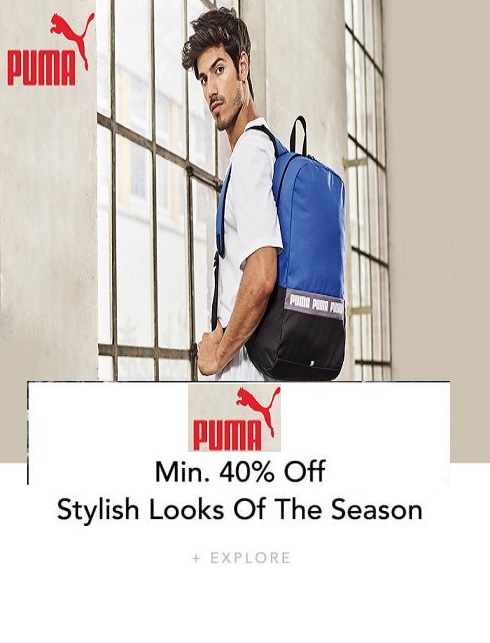 PUMA
PUMA PUMA PUMA
PUMA
Min. 40% Off
Stylish Looks Of The Season
+ EXPLORE